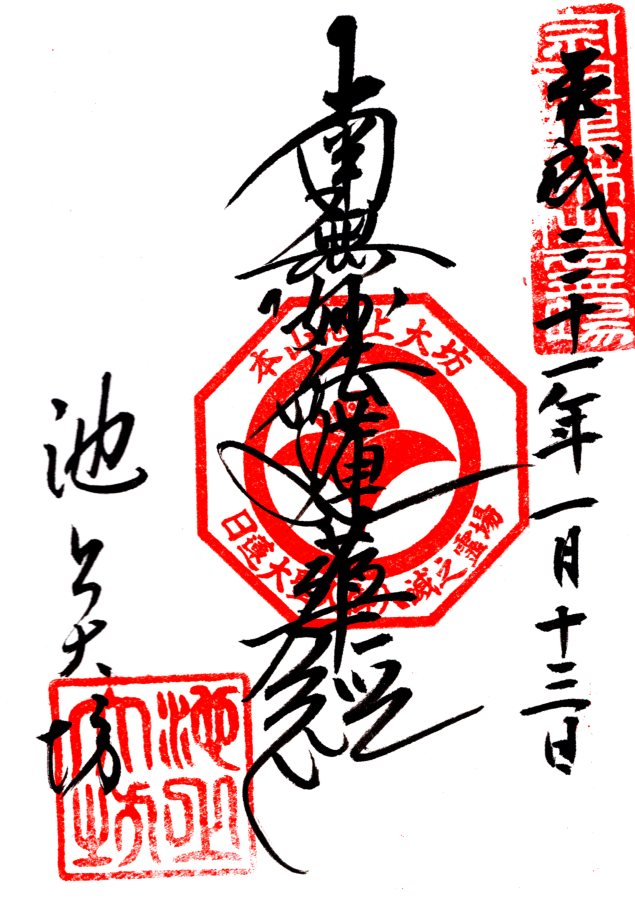 平成二十一年一月十三日
南無妙法蓮華経
本山池上大坊
日蓮大聖人入滅之霊場
池上大坊
池上大坊